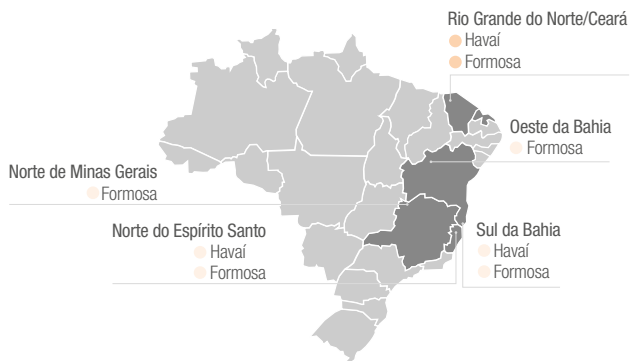 Rio Grande do Norte/Ceará
Havaí
Formosa
Oeste da Bahia
Formosa
Norte de Minas Gerais
Formosa
Norte do Espírito Santo
Havaí
Formosa
Sul da Bahia
Havaí
Formosa